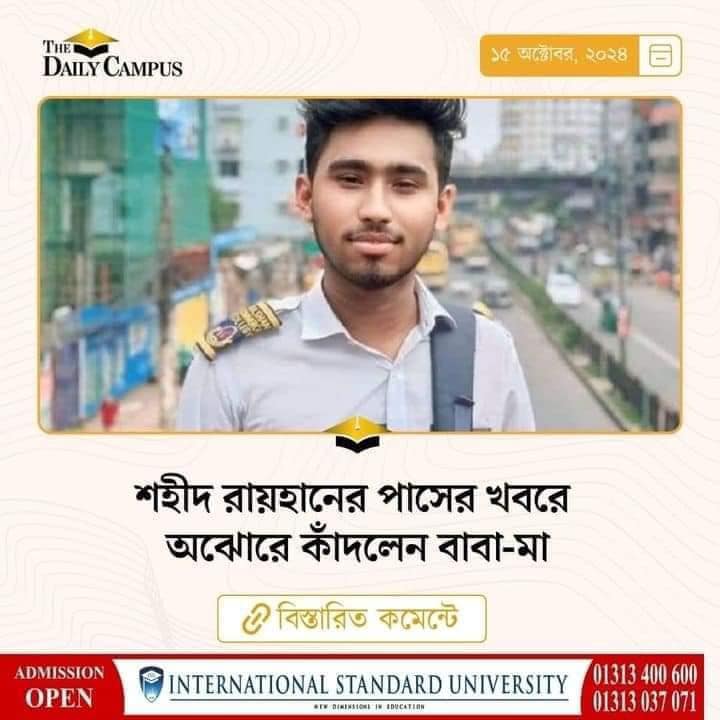 THE
DAILY CAMPUS
১৫ অক্টোবর, ২০২৪
শহীদ রায়হানের পাসের খবরে
অঝোরে কাঁদলেন বাবা-মা
বিস্তারিত কমেন্টে
ADMISSION
OPEN
INTERNATIONAL STANDARD UNIVERSITY
NEW DIMENSIONS IN EDUCATION
01313 400 600
01313 037 071